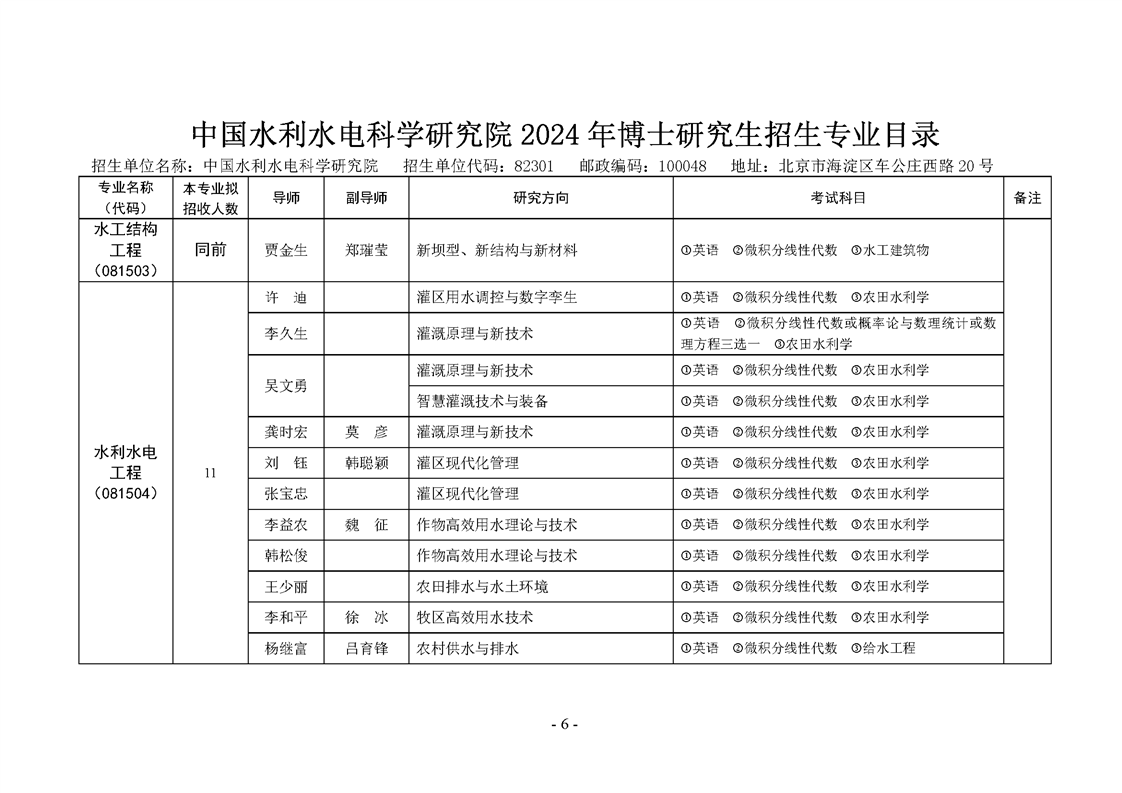 中国水利水电科学研究院 2024 年博士研究生招生专业目录
招生单位名称：中国水利水电科学研究院 招生单位代码：82301 邮政编码：100048 地址：北京市海淀区车公庄西路 20 号
专业名称（代码） 本专业拟招收人数 导师 副导师 研究方向 考试科目 备注
水工结构工程（081503） 同前 贾金生 郑璀莹 新坝型、新结构与新材料 ①英语 ②微积分线性代数 ③水工建筑物
水利水电工程（081504） 11
许 迪 灌区用水调控与数字孪生 ①英语 ②微积分线性代数 ③农田水利学
李久生 灌溉原理与新技术 ①英语 ②微积分线性代数或概率论与数理统计或数理方程三选一 ③农田水利学
吴文勇 灌溉原理与新技术 ①英语 ②微积分线性代数 ③农田水利学
智慧灌溉技术与装备 ①英语 ②微积分线性代数 ③农田水利学
龚时宏 莫 彦 灌溉原理与新技术 ①英语 ②微积分线性代数 ③农田水利学
刘 钰 韩聪颖 灌区现代化管理 ①英语 ②微积分线性代数 ③农田水利学
张宝忠 灌区现代化管理 ①英语 ②微积分线性代数 ③农田水利学
李益农 魏 征 作物高效用水理论与技术 ①英语 ②微积分线性代数 ③农田水利学
韩松俊 作物高效用水理论与技术 ①英语 ②微积分线性代数 ③农田水利学
王少丽 农田排水与水土环境 ①英语 ②微积分线性代数 ③农田水利学
李和平 徐 冰 牧区高效用水技术 ①英语 ②微积分线性代数 ③农田水利学
杨继富 吕育锋 农村供水与排水 ①英语 ②微积分线性代数 ③给水工程
- 6 -